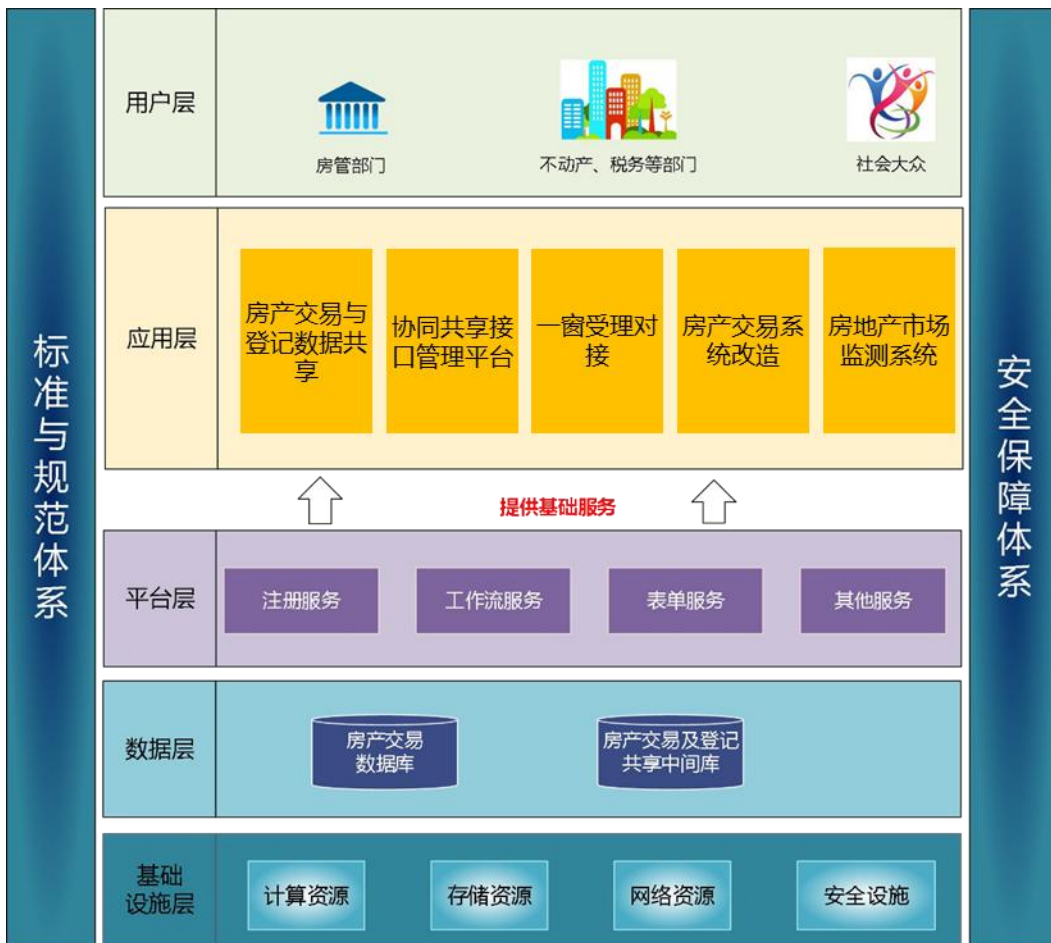 标准与规范体系
用户层
房管部门
不动产、税务等部门
社会大众
应用层
房产交易与
登记数据共
享
协同共享接
口管理平台
一窗受理对
接
房产交易系
统改造
房地产市场
监测系统
提供基础服务
平台层
注册服务
工作流服务
表单服务
其他服务
数据层
房产交易
数据库
房产交易及登记
共享中间库
基础
设施层
计算资源
存储资源
网络资源
安全设施
安全保障体系